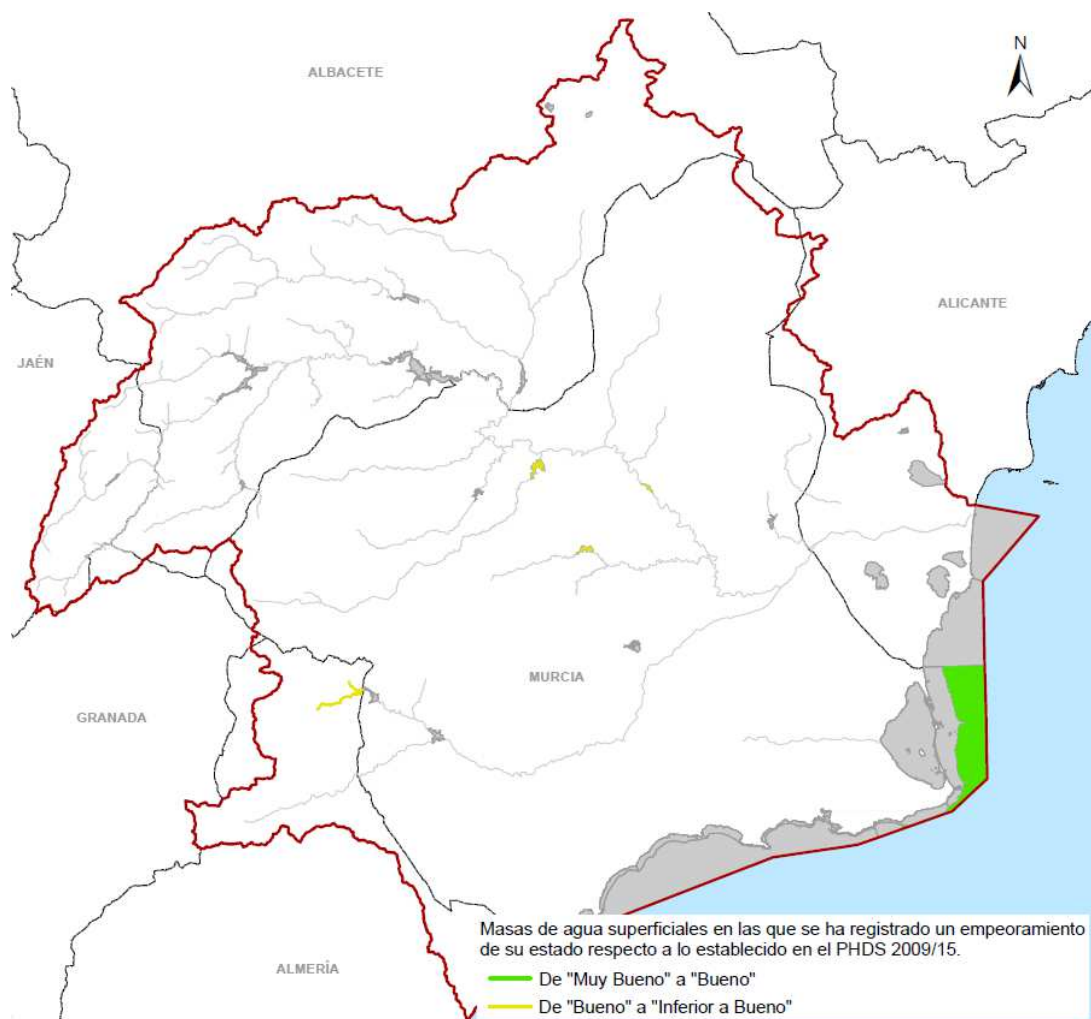 N
ALBACETE
ALICANTE
JAÉN
MURCIA
GRANADA
ALMERÍA
Masas de agua superficiales en las que se ha registrado un empeoramiento
de su estado respecto a lo establecido en el PHDS 2009/15.
De "Muy Bueno" a "Bueno"
De "Bueno" a "Inferior a Bueno"